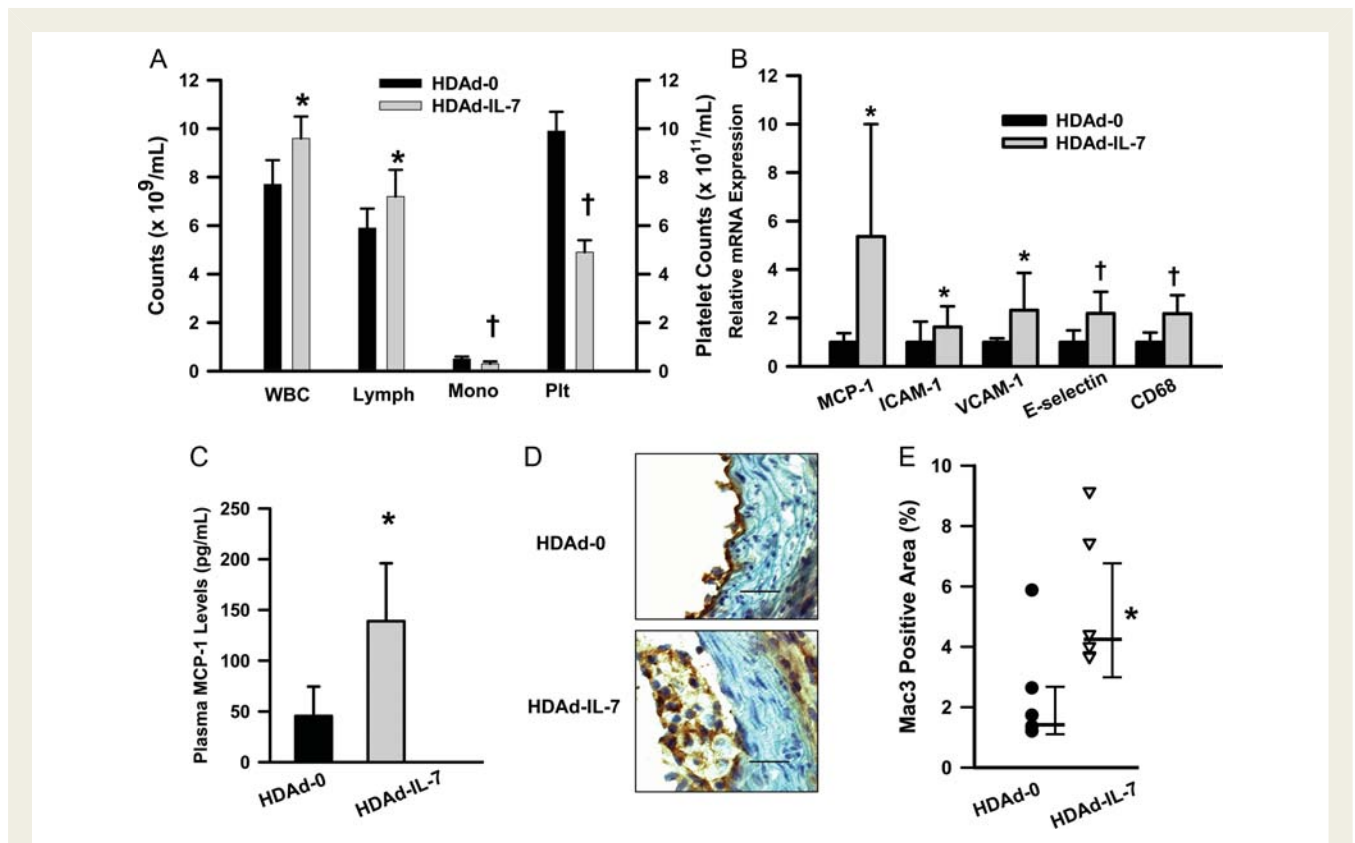 A
HDAd-0
HDAd-IL-7
Counts (x 10⁹/mL)
12
10
8
6
4
2
0
*
*
†
†
WBC
Lymph
Mono
Plt
12
10
8
6
4
2
0
Platelet Counts (x 10¹¹/mL)
B
HDAd-0
HDAd-IL-7
Relative mRNA Expression
12
10
8
6
4
2
0
*
*
*
†
†
MCP-1
ICAM-1
VCAM-1
E-selectin
CD68
C
Plasma MCP-1 Levels (pg/mL)
250
200
150
100
50
0
*
HDAd-0
HDAd-IL-7
D
HDAd-0
HDAd-IL-7
E
Mac3 Positive Area (%)
10
8
6
4
2
0
*
HDAd-0
HDAd-IL-7